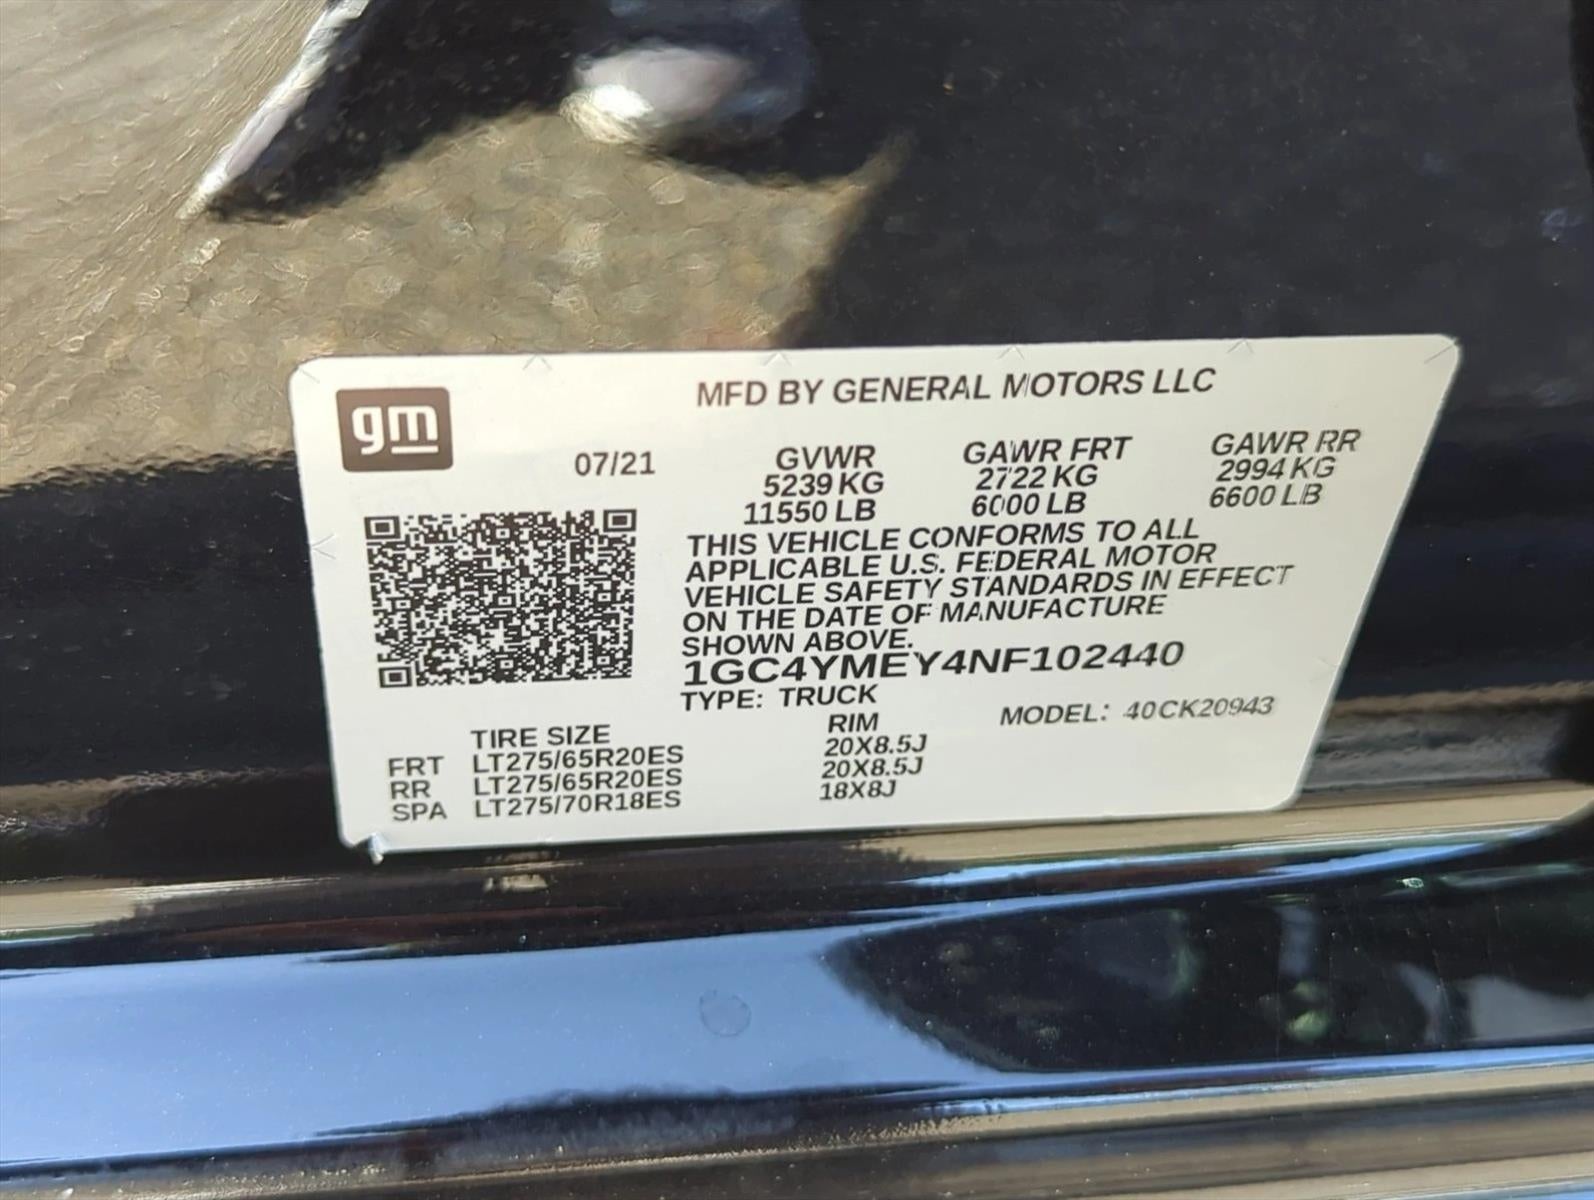 gm
MFD BY GENERAL MOTORS LLC
07/21 GVWR GAWR FRT GAWR RR
5239 KG 2722 KG 2994 KG
11550 LB 6000 LB 6600 LB
THIS VEHICLE CONFORMS TO ALL
APPLICABLE U.S. FEDERAL MOTOR
VEHICLE SAFETY STANDARDS IN EFFECT
ON THE DATE OF MANUFACTURE
SHOWN ABOVE.
1GC4YMEY4NF102440
TYPE: TRUCK
MODEL: 40CK20943
TIRE SIZE RIM
FRT LT275/65R20ES 20X8.5J
RR LT275/65R20ES 20X8.5J
SPA LT275/70R18ES 18X8J